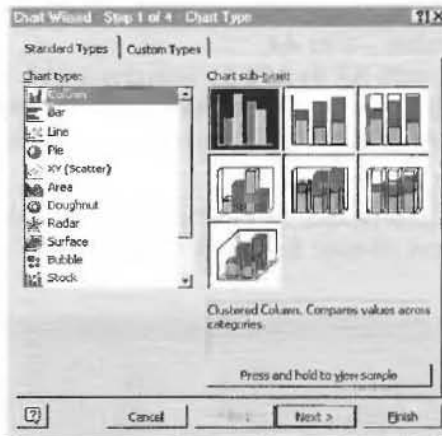 Chart Wizard - Step 1 of 4 - Chart Type
Standard Types
Custom Types
Chart type:
Column
Bar
Line
Pie
XY (Scatter)
Area
Doughnut
Radar
Surface
Bubble
Stock
Chart sub-type:
Clustered Column. Compares values across
categories.
Press and hold to view sample
Cancel
Next >
Finish